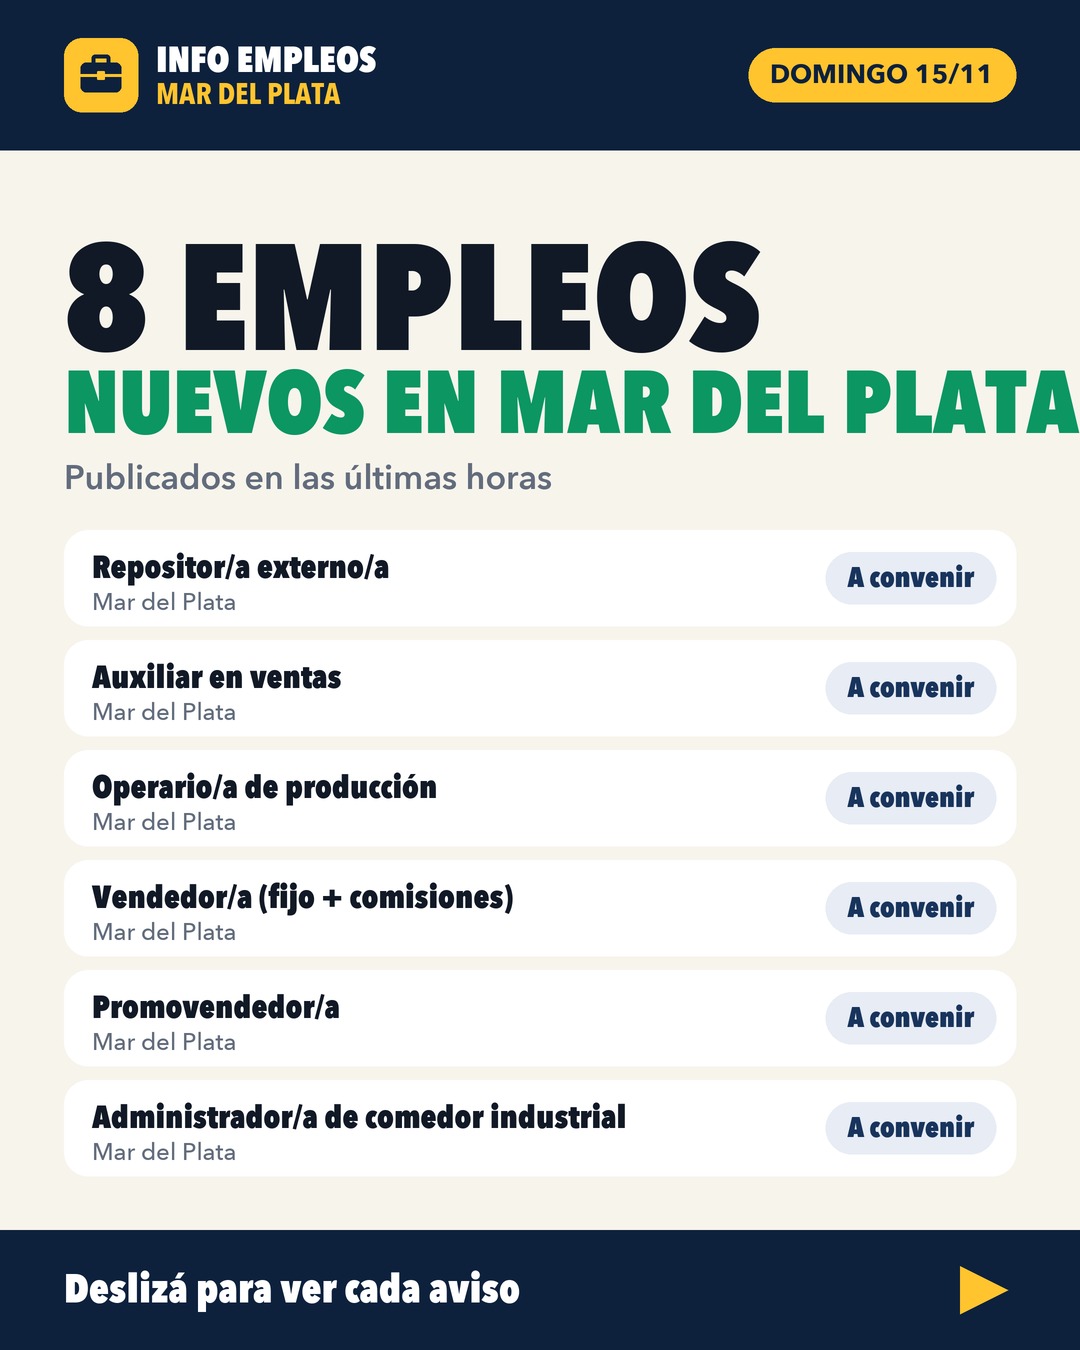 INFO EMPLEOS
MAR DEL PLATA
DOMINGO 15/11
8 EMPLEOS
NUEVOS EN MAR DEL PLATA
Publicados en las últimas horas
Repositor/a externo/a
Mar del Plata
A convenir
Auxiliar en ventas
Mar del Plata
A convenir
Operario/a de producción
Mar del Plata
A convenir
Vendedor/a (fijo + comisiones)
Mar del Plata
A convenir
Promovendedor/a
Mar del Plata
A convenir
Administrador/a de comedor industrial
Mar del Plata
A convenir
Deslizá para ver cada aviso